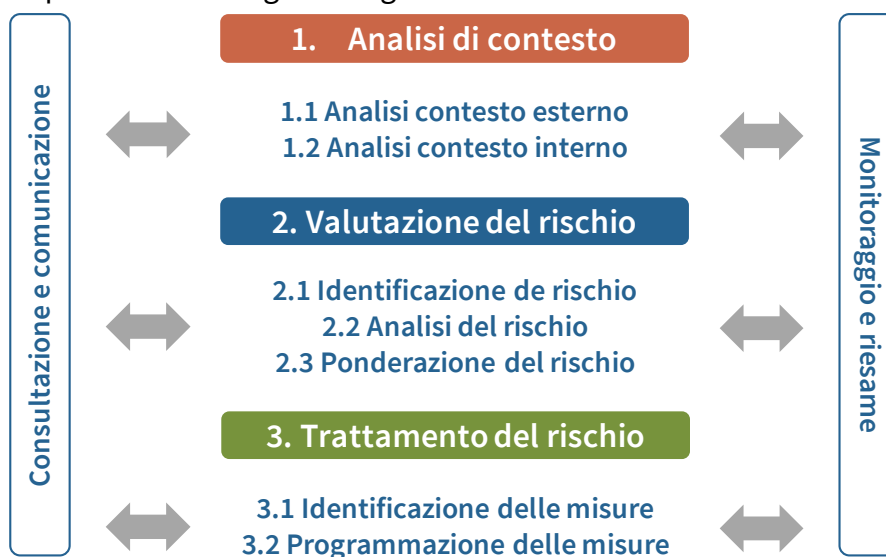 1. Analisi di contesto
1.1 Analisi contesto esterno
1.2 Analisi contesto interno
2. Valutazione del rischio
2.1 Identificazione de rischio
2.2 Analisi del rischio
2.3 Ponderazione del rischio
3. Trattamento del rischio
3.1 Identificazione delle misure
3.2 Programmazione delle misure
Consultazione e comunicazione
Monitoraggio e riesame